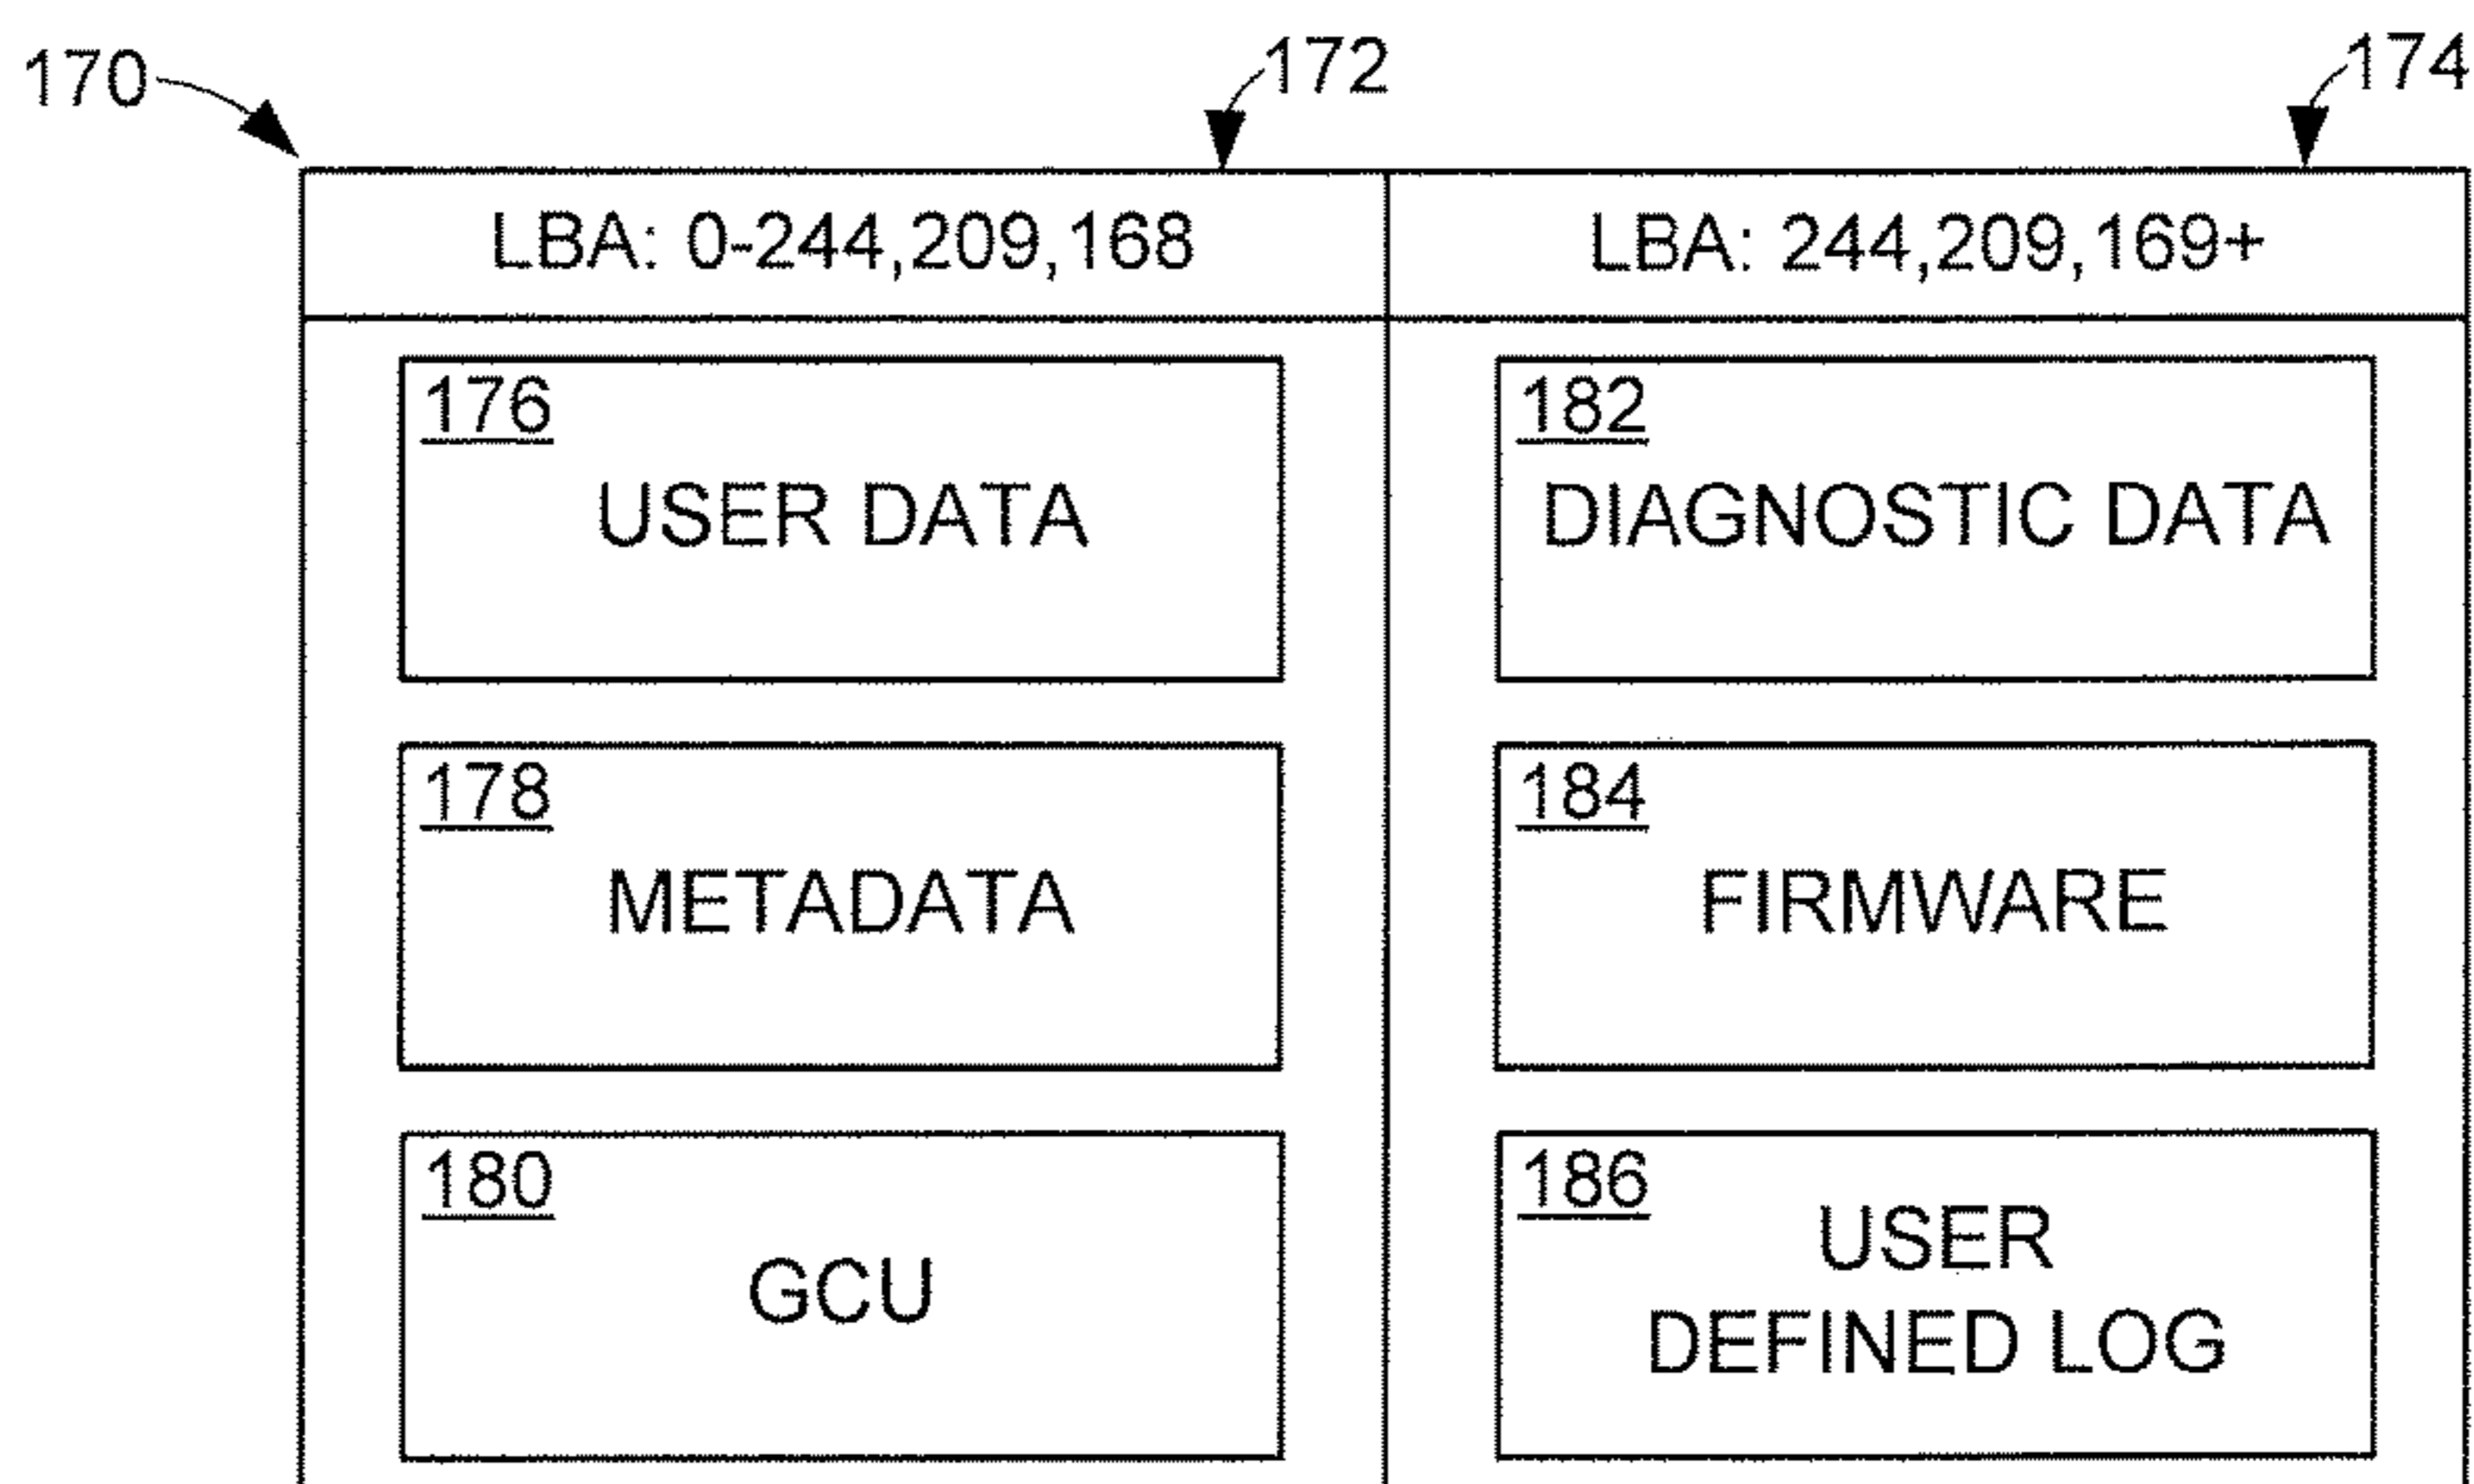 170
172
174
LBA: 0-244,209,168
LBA: 244,209,169+
176
USER DATA
182
DIAGNOSTIC DATA
178
METADATA
184
FIRMWARE
180
GCU
186
USER
DEFINED LOG